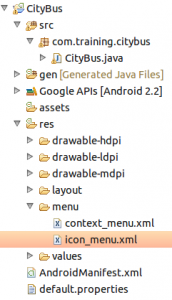 CityBus
src
com.training.citybus
CityBus.java
gen [Generated Java Files]
Google APIs [Android 2.2]
assets
res
drawable-hdpi
drawable-ldpi
drawable-mdpi
layout
menu
context_menu.xml
icon_menu.xml
values
AndroidManifest.xml
default.properties